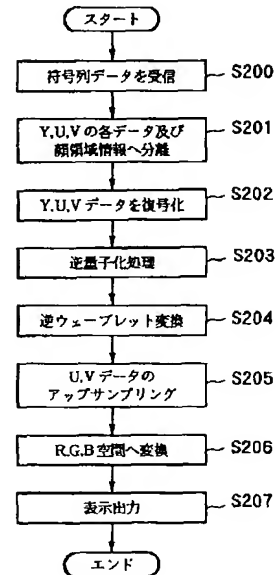 スタート
符号列データを受信
S200
Y,U,Vの各データ及び
顔領域情報へ分離
S201
Y,U,Vデータを復号化
S202
逆量子化処理
S203
逆ウェーブレット変換
S204
U,Vデータの
アップサンプリング
S205
R,G,B空間へ変換
S206
表示出力
S207
エンド